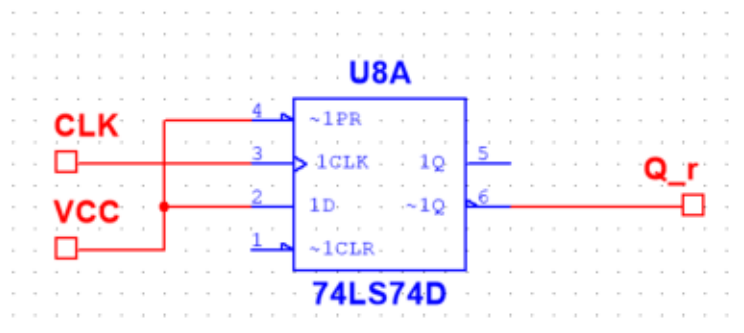 U8A
CLK
VCC
4
3
2
1
~1PR
1CLK
1D
~1CLR
1Q
~1Q
5
6
Q_r
74LS74D